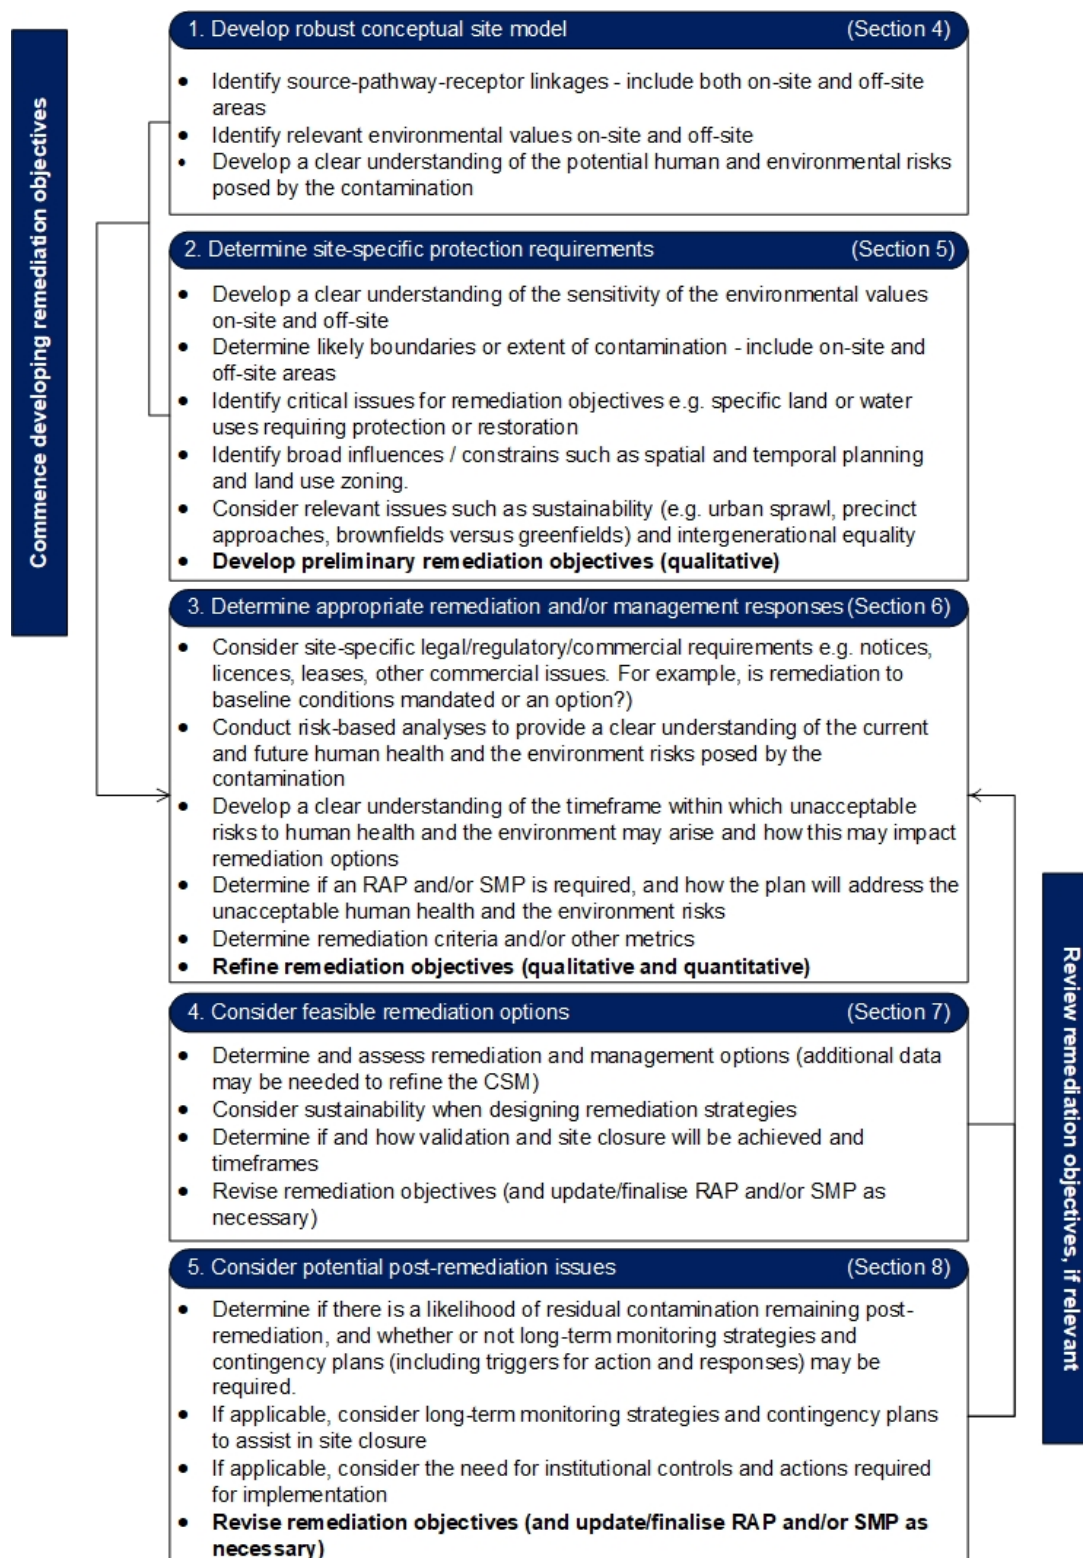 Commence developing remediation objectives
1. Develop robust conceptual site model (Section 4)
• Identify source-pathway-receptor linkages - include both on-site and off-site
areas
• Identify relevant environmental values on-site and off-site
• Develop a clear understanding of the potential human and environmental risks
posed by the contamination
2. Determine site-specific protection requirements (Section 5)
• Develop a clear understanding of the sensitivity of the environmental values
on-site and off-site
• Determine likely boundaries or extent of contamination - include on-site and
off-site areas
• Identify critical issues for remediation objectives e.g. specific land or water
uses requiring protection or restoration
• Identify broad influences / constrains such as spatial and temporal planning
and land use zoning.
• Consider relevant issues such as sustainability (e.g. urban sprawl, precinct
approaches, brownfields versus greenfields) and intergenerational equality
• Develop preliminary remediation objectives (qualitative)
3. Determine appropriate remediation and/or management responses (Section 6)
• Consider site-specific legal/regulatory/commercial requirements e.g. notices,
licences, leases, other commercial issues. For example, is remediation to
baseline conditions mandated or an option?)
• Conduct risk-based analyses to provide a clear understanding of the current
and future human health and the environment risks posed by the
contamination
• Develop a clear understanding of the timeframe within which unacceptable
risks to human health and the environment may arise and how this may impact
remediation options
• Determine if an RAP and/or SMP is required, and how the plan will address the
unacceptable human health and the environment risks
• Determine remediation criteria and/or other metrics
• Refine remediation objectives (qualitative and quantitative)
4. Consider feasible remediation options (Section 7)
• Determine and assess remediation and management options (additional data
may be needed to refine the CSM)
• Consider sustainability when designing remediation strategies
• Determine if and how validation and site closure will be achieved and
timeframes
• Revise remediation objectives (and update/finalise RAP and/or SMP as
necessary)
5. Consider potential post-remediation issues (Section 8)
• Determine if there is a likelihood of residual contamination remaining post-
remediation, and whether or not long-term monitoring strategies and
contingency plans (including triggers for action and responses) may be
required.
• If applicable, consider long-term monitoring strategies and contingency plans
to assist in site closure
• If applicable, consider the need for institutional controls and actions required
for implementation
• Revise remediation objectives (and update/finalise RAP and/or SMP as
necessary)
Review remediation objectives, if relevant